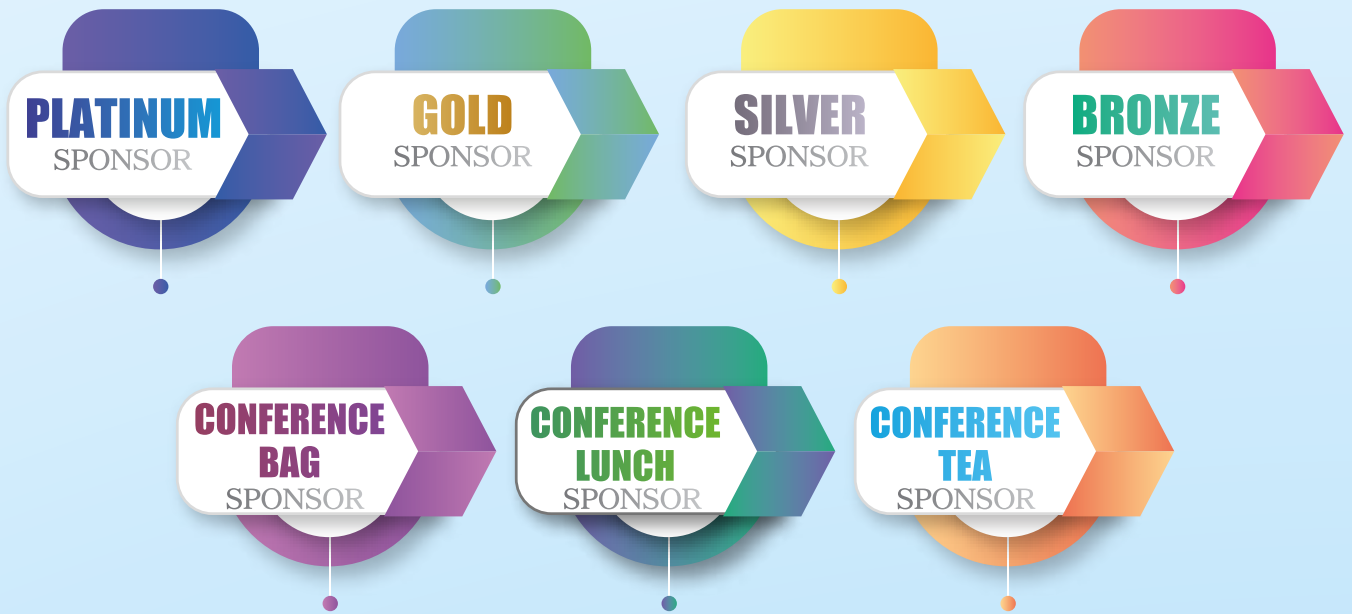 PLATINUM
SPONSOR
GOLD
SPONSOR
SILVER
SPONSOR
BRONZE
SPONSOR
CONFERENCE
BAG
SPONSOR
CONFERENCE
LUNCH
SPONSOR
CONFERENCE
TEA
SPONSOR